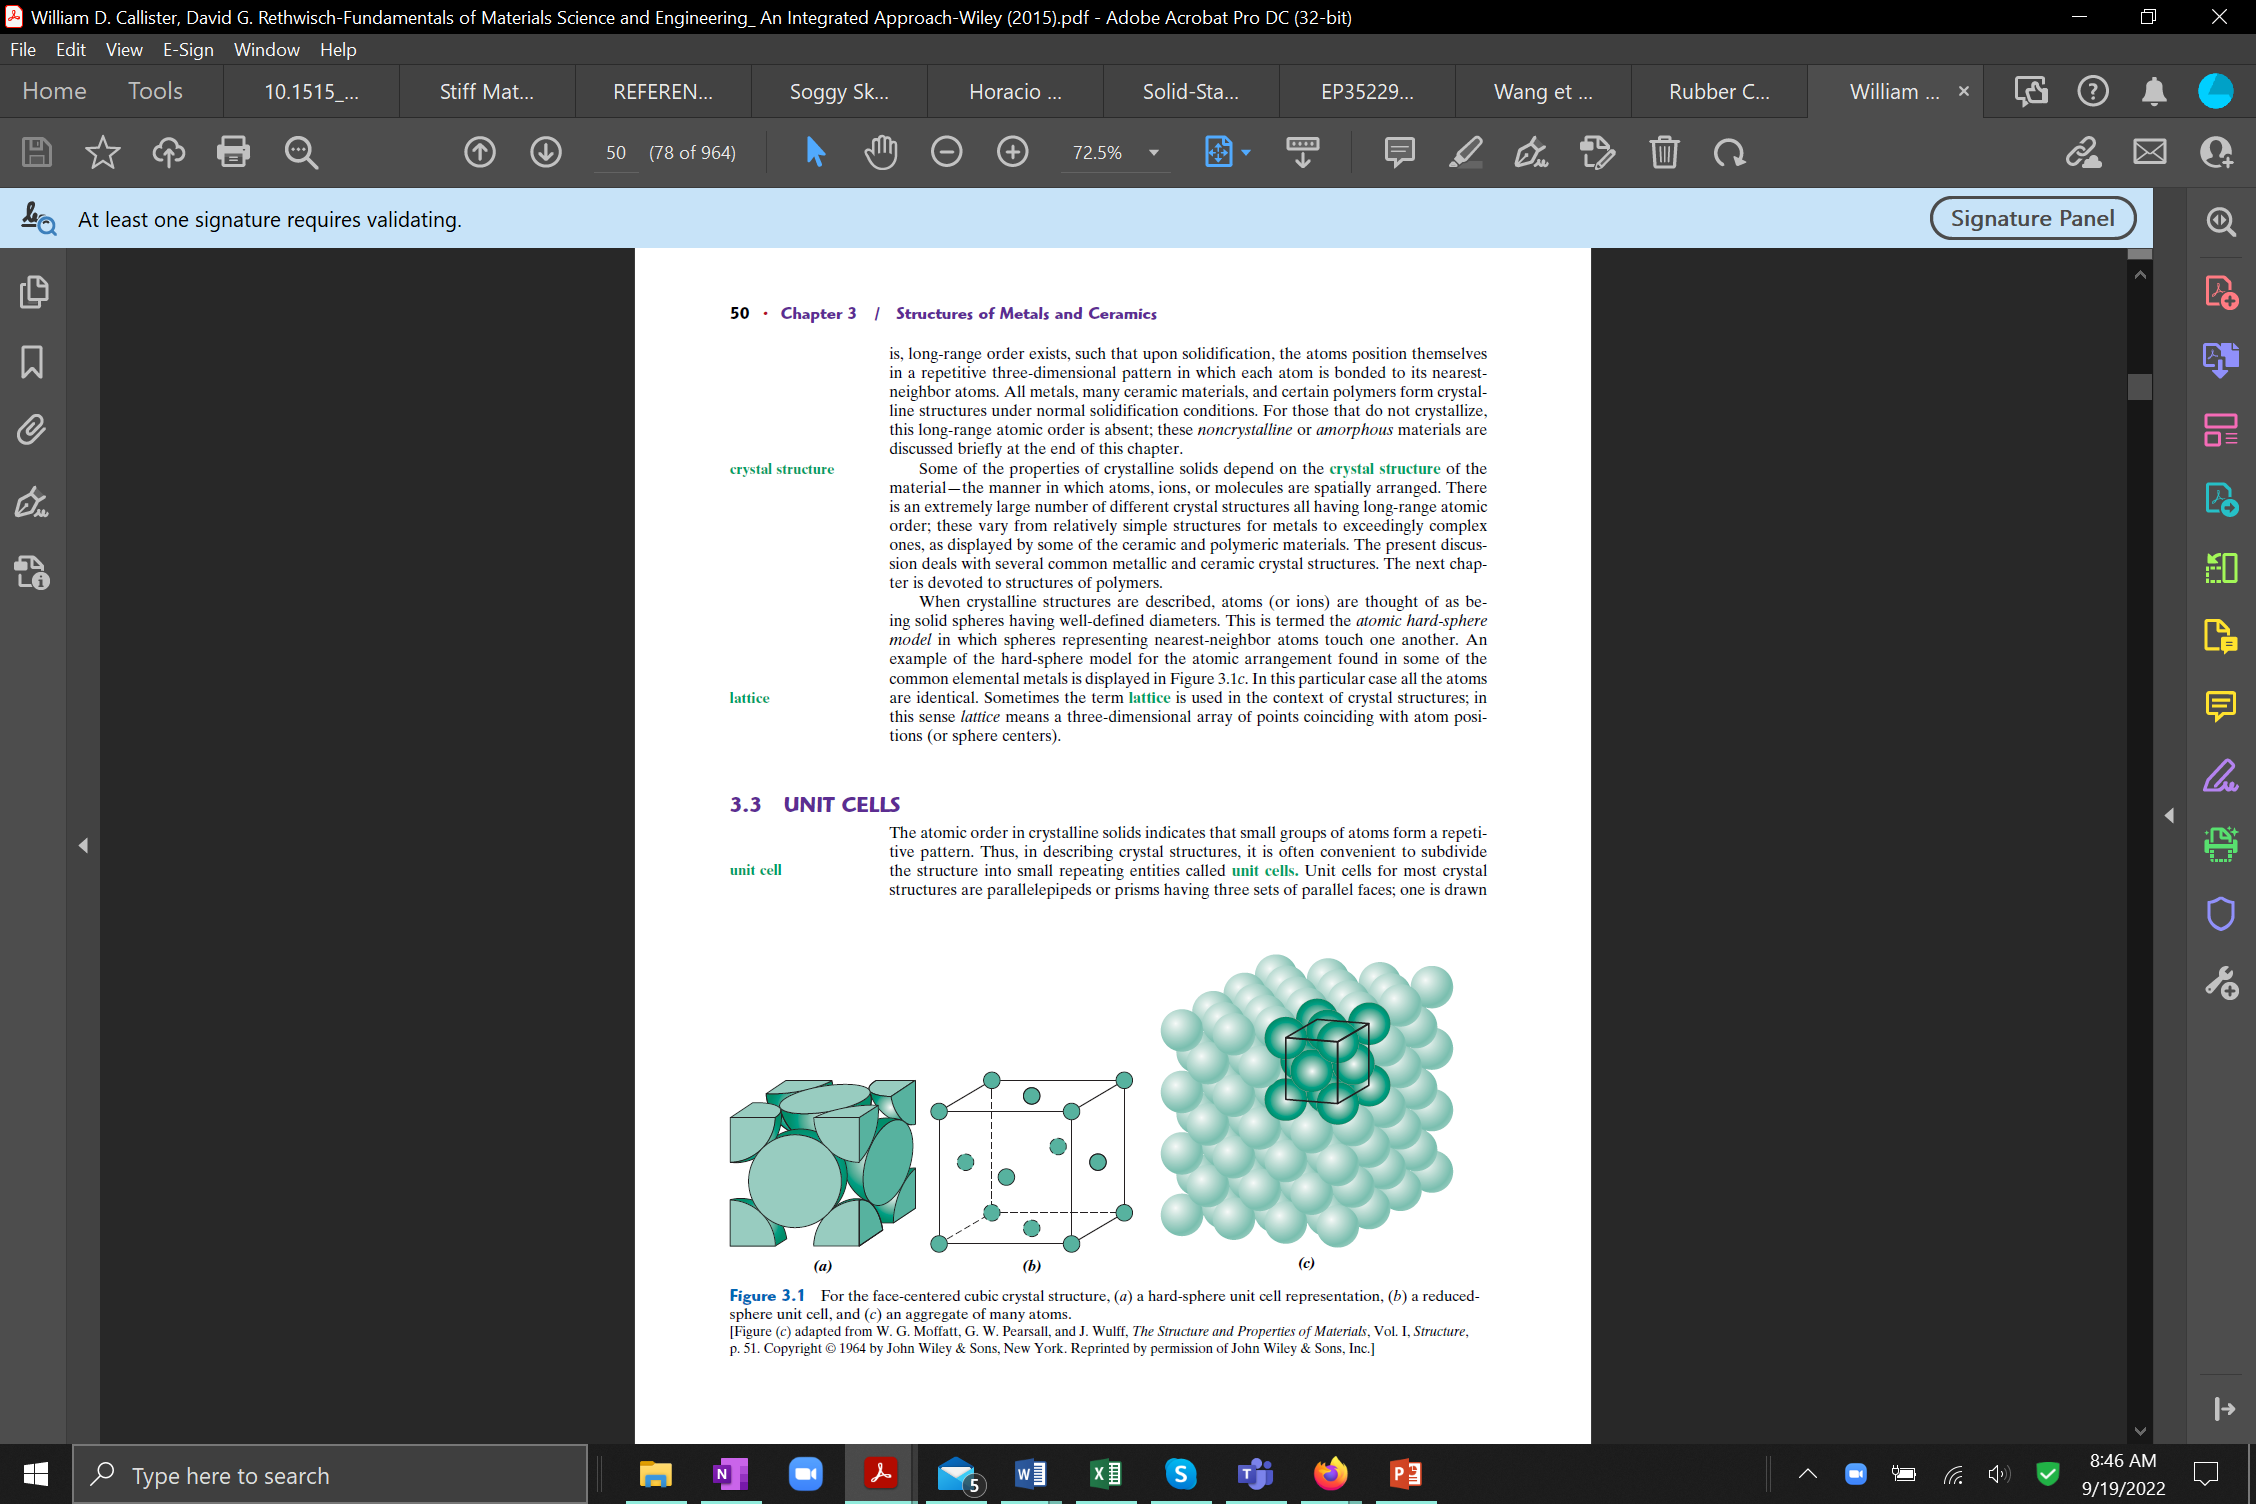 William D. Callister, David G. Rethwisch-Fundamentals of Materials Science and Engineering_ An Integrated Approach-Wiley (2015).pdf - Adobe Acrobat Pro DC (32-bit)
File Edit View E-Sign Window Help
Home Tools 10.1515_... Stiff Mat... REFEREN... Soggy Sk... Horacio ... Solid-Sta... EP35229... Wang et ... Rubber C... William ...
50 (78 of 964) 72.5%
At least one signature requires validating. Signature Panel
50 • Chapter 3 / Structures of Metals and Ceramics
is, long-range order exists, such that upon solidification, the atoms position themselves
in a repetitive three-dimensional pattern in which each atom is bonded to its nearest-
neighbor atoms. All metals, many ceramic materials, and certain polymers form crystal-
line structures under normal solidification conditions. For those that do not crystallize,
this long-range atomic order is absent; these noncrystalline or amorphous materials are
discussed briefly at the end of this chapter.
crystal structure Some of the properties of crystalline solids depend on the crystal structure of the
material—the manner in which atoms, ions, or molecules are spatially arranged. There
is an extremely large number of different crystal structures all having long-range atomic
order; these vary from relatively simple structures for metals to exceedingly complex
ones, as displayed by some of the ceramic and polymeric materials. The present discus-
sion deals with several common metallic and ceramic crystal structures. The next chap-
ter is devoted to structures of polymers.
When crystalline structures are described, atoms (or ions) are thought of as be-
ing solid spheres having well-defined diameters. This is termed the atomic hard-sphere
model in which spheres representing nearest-neighbor atoms touch one another. An
example of the hard-sphere model for the atomic arrangement found in some of the
common elemental metals is displayed in Figure 3.1c. In this particular case all the atoms
lattice are identical. Sometimes the term lattice is used in the context of crystal structures; in
this sense lattice means a three-dimensional array of points coinciding with atom posi-
tions (or sphere centers).
3.3 UNIT CELLS
The atomic order in crystalline solids indicates that small groups of atoms form a repeti-
tive pattern. Thus, in describing crystal structures, it is often convenient to subdivide
unit cell the structure into small repeating entities called unit cells. Unit cells for most crystal
structures are parallelepipeds or prisms having three sets of parallel faces; one is drawn
(a) (b) (c)
Figure 3.1 For the face-centered cubic crystal structure, (a) a hard-sphere unit cell representation, (b) a reduced-
sphere unit cell, and (c) an aggregate of many atoms.
[Figure (c) adapted from W. G. Moffatt, G. W. Pearsall, and J. Wulff, The Structure and Properties of Materials, Vol. I, Structure,
p. 51. Copyright © 1964 by John Wiley & Sons, New York. Reprinted by permission of John Wiley & Sons, Inc.]
Type here to search
5
8:46 AM
9/19/2022